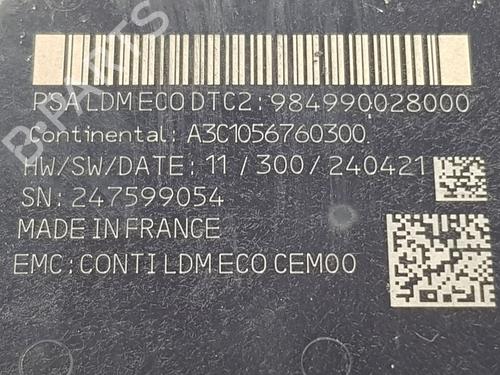 PSA LDM ECO DTC2: 984990028000
Continental: A3C1056760300
HW/SW/DATE: 11 / 300 / 240421
SN: 247599054
MADE IN FRANCE
EMC: CONTI LDM ECO CEM00
B-PARTS